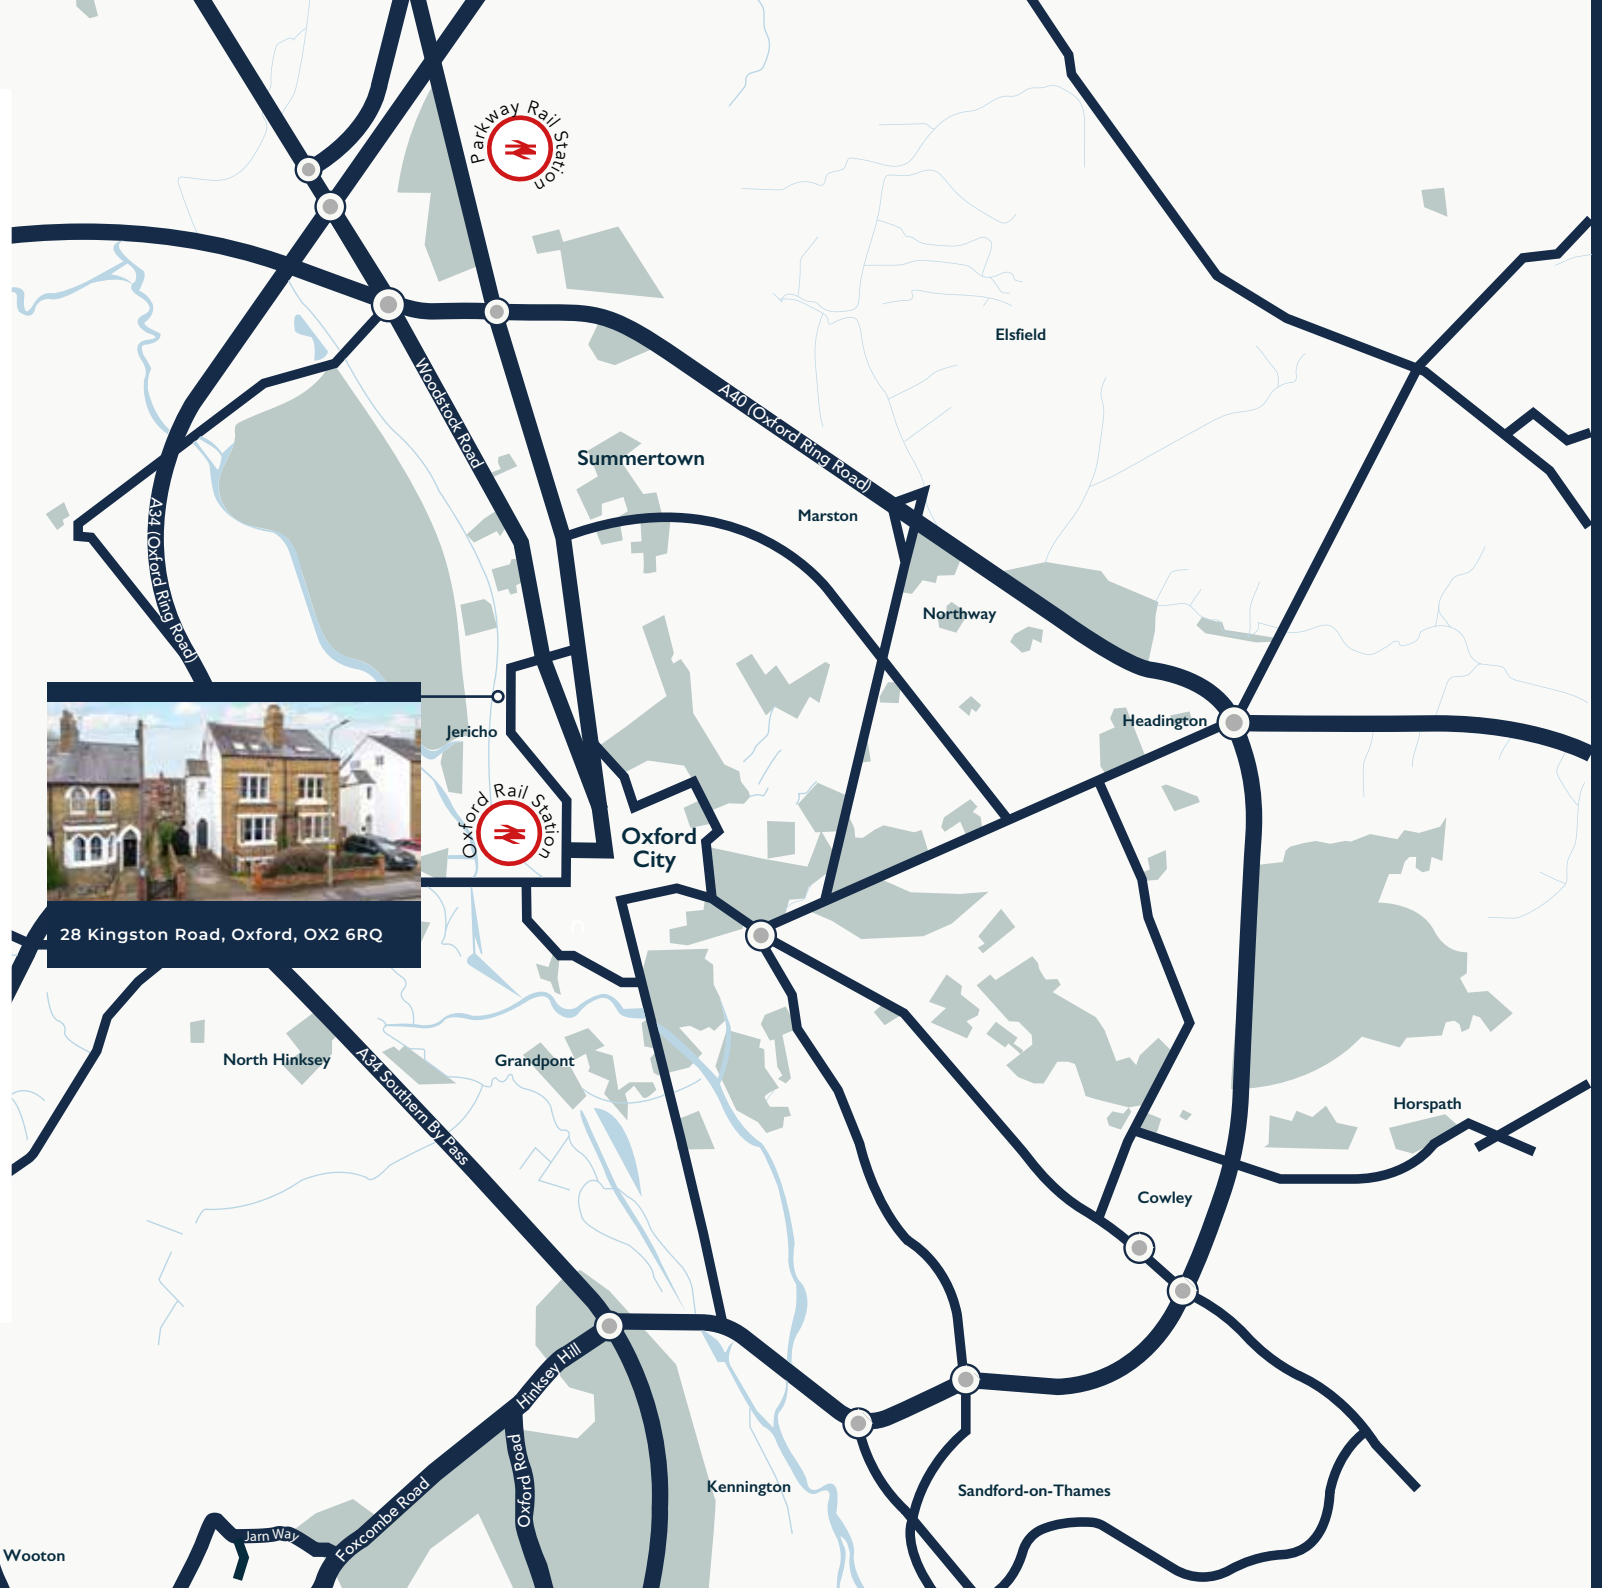 Parkway Rail Station
Elsfield
Woodstock Road
A40 (Oxford Ring Road)
Summertown
Marston
A34 (Oxford Ring Road)
Northway
Headington
Jericho
Oxford Rail Station
Oxford
City
28 Kingston Road, Oxford, OX2 6RQ
North Hinksey
A34 Southern By Pass
Grandpont
Horspath
Cowley
Hinksey Hill
Oxford Road
Kennington
Sandford-on-Thames
Foxcombe Road
Jarn Way
Wooton